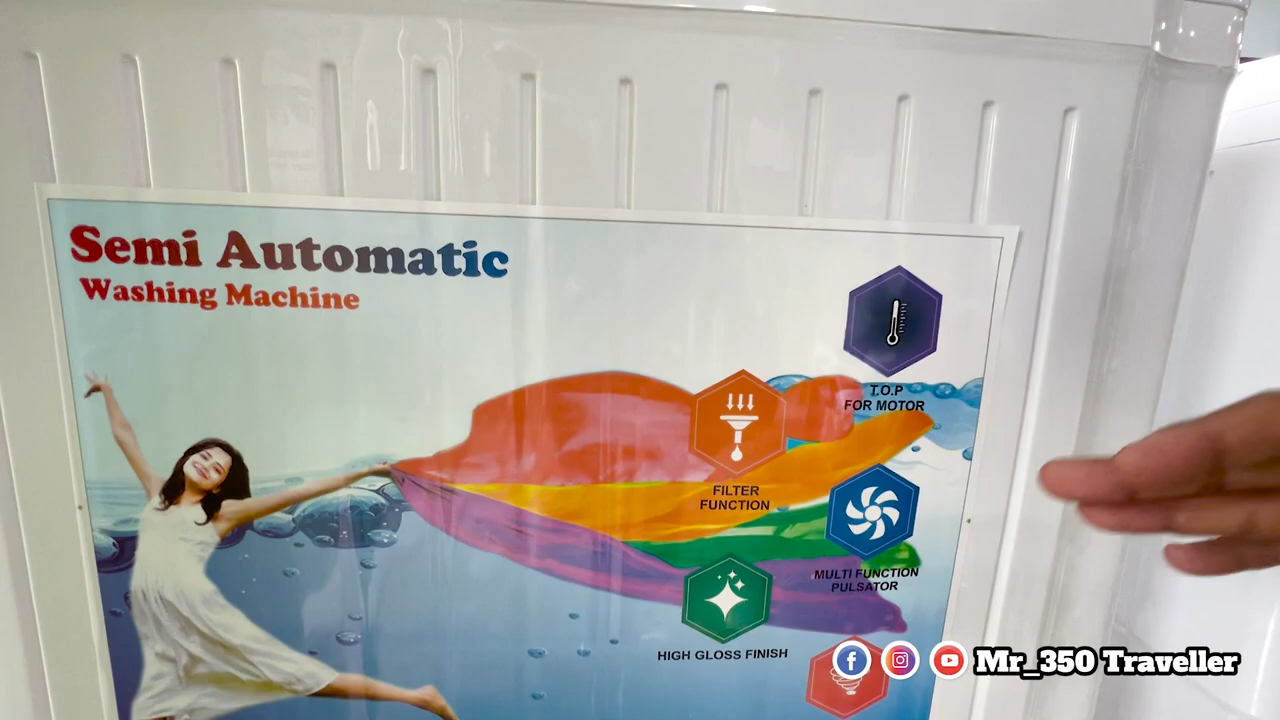 Semi Automatic
Washing Machine
T.O.P
FOR MOTOR
FILTER
FUNCTION
MULTI FUNCTION
PULSATOR
HIGH GLOSS FINISH
Mr_350 Traveller